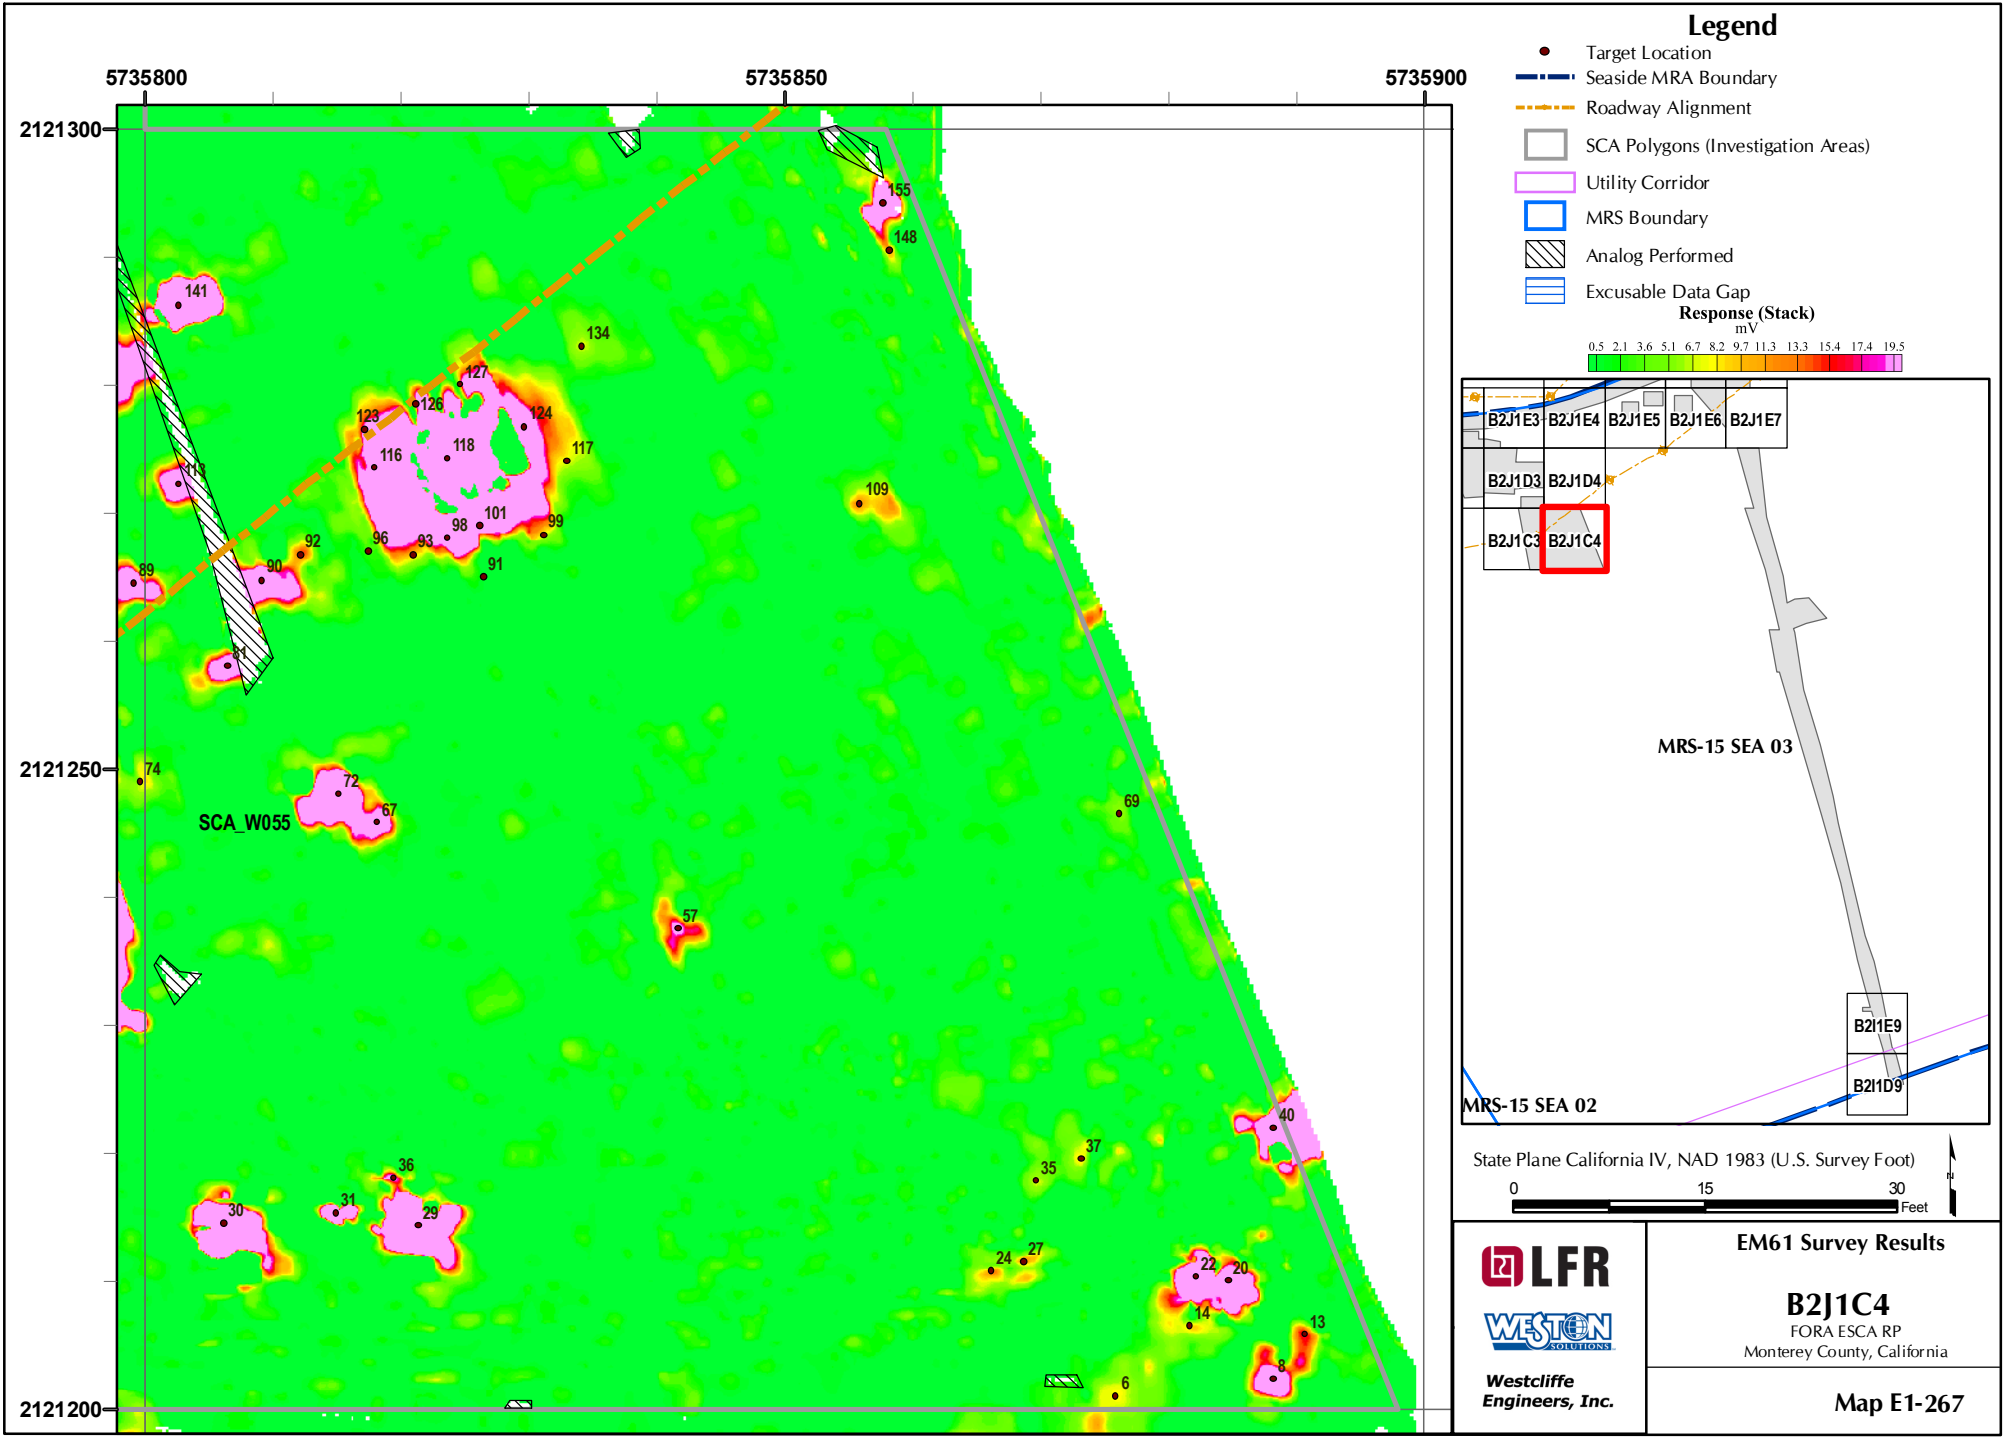 5735800
5735850
5735900
2121300
2121250
2121200
155
148
141
134
127
126
123
124
118
116
117
113
109
101
98
99
96
93
92
91
90
89
81
74
72
67
SCA_W055
69
57
40
37
35
36
31
30
29
27
24
22
20
14
13
8
6
Legend
Target Location
Seaside MRA Boundary
Roadway Alignment
SCA Polygons (Investigation Areas)
Utility Corridor
MRS Boundary
Analog Performed
Excusable Data Gap
Response (Stack)
mV
0.5 2.1 3.6 5.1 6.7 8.2 9.7 11.3 13.3 15.4 17.4 19.5
B2J1E3 B2J1E4 B2J1E5 B2J1E6 B2J1E7
B2J1D3 B2J1D4
B2J1C3 B2J1C4
MRS-15 SEA 03
B2I1E9
B2I1D9
MRS-15 SEA 02
State Plane California IV, NAD 1983 (U.S. Survey Foot)
0 15 30
Feet
N
LFR
WESTON
SOLUTIONS
Westcliffe
Engineers, Inc.
EM61 Survey Results
B2J1C4
FORA ESCA RP
Monterey County, California
Map E1-267